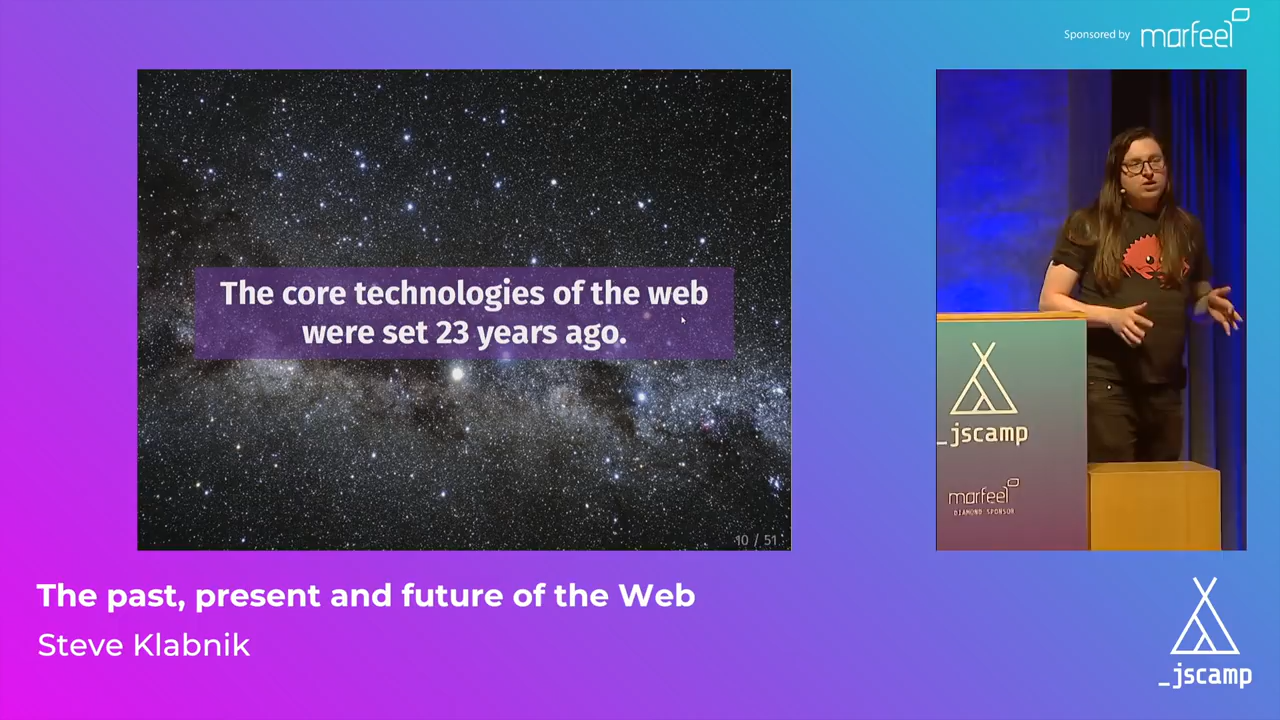 Sponsored by marfeel
The core technologies of the web
were set 23 years ago.
10 / 51
_jscamp
marfeel
DIAMOND SPONSOR
The past, present and future of the Web
Steve Klabnik
_jscamp